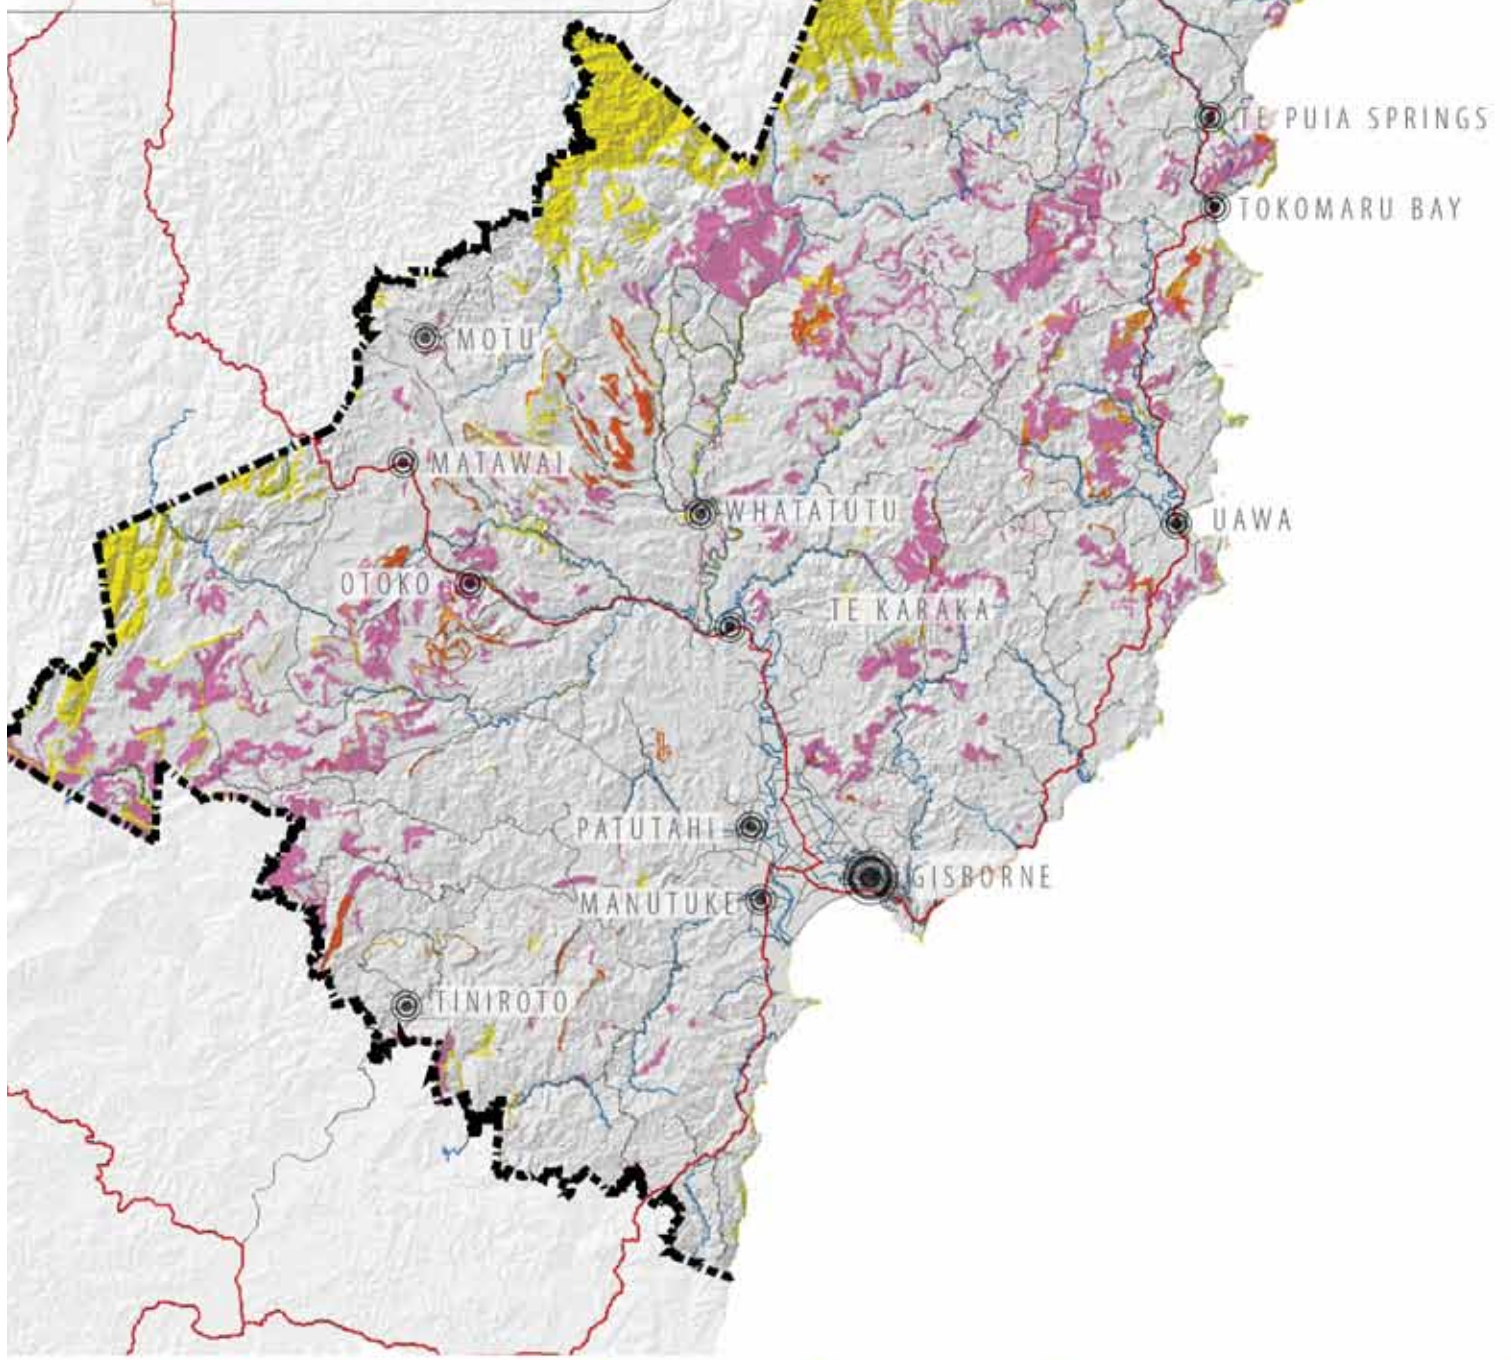 TE PUIA SPRINGS
TOKOMARU BAY
MOTU
MATAWAI
WHATATUTU
UAWA
OTOKO
TE KARAKA
PATUTAHI
GISBORNE
MANUTUKE
TINIROTO